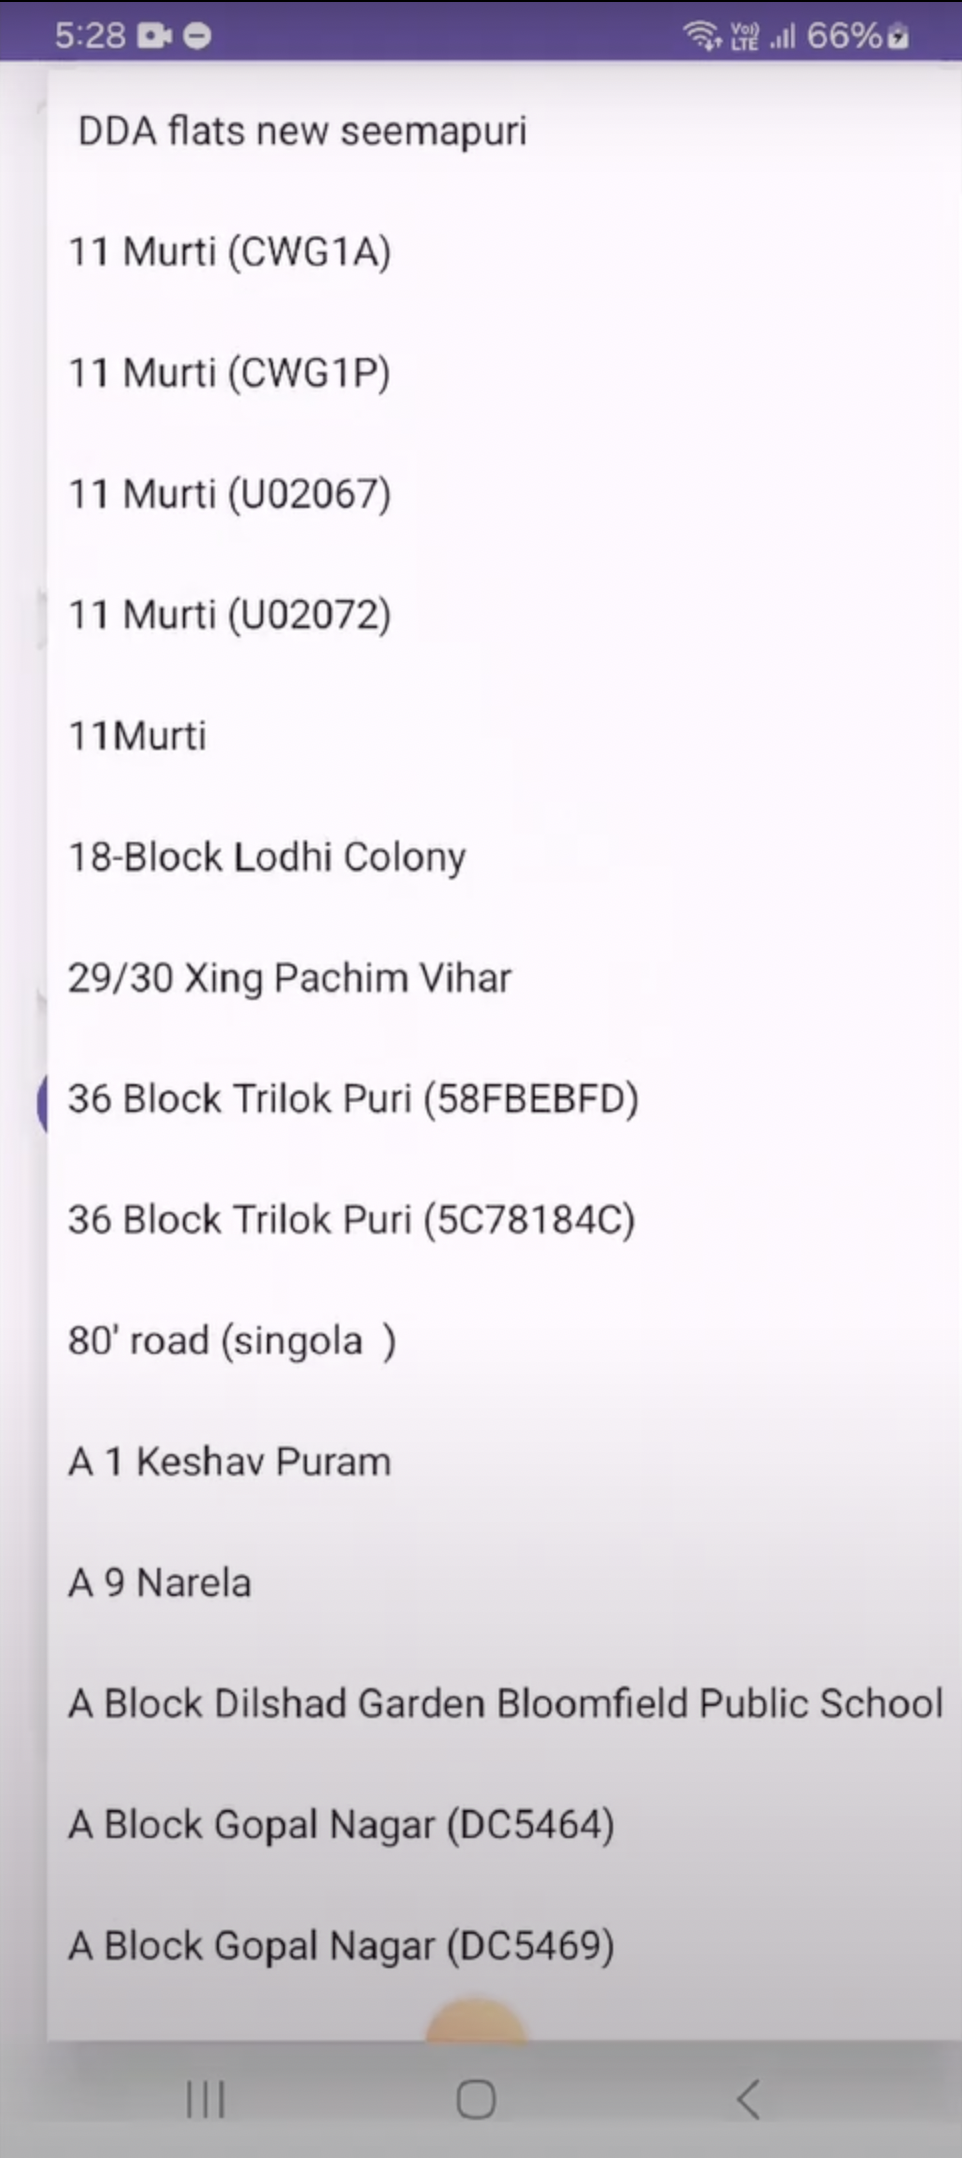 5:28
Vo)) LTE
66%
DDA flats new seemapuri
11 Murti (CWG1A)
11 Murti (CWG1P)
11 Murti (U02067)
11 Murti (U02072)
11Murti
18-Block Lodhi Colony
29/30 Xing Pachim Vihar
36 Block Trilok Puri (58FBEBFD)
36 Block Trilok Puri (5C78184C)
80' road (singola  )
A 1 Keshav Puram
A 9 Narela
A Block Dilshad Garden Bloomfield Public School
A Block Gopal Nagar (DC5464)
A Block Gopal Nagar (DC5469)